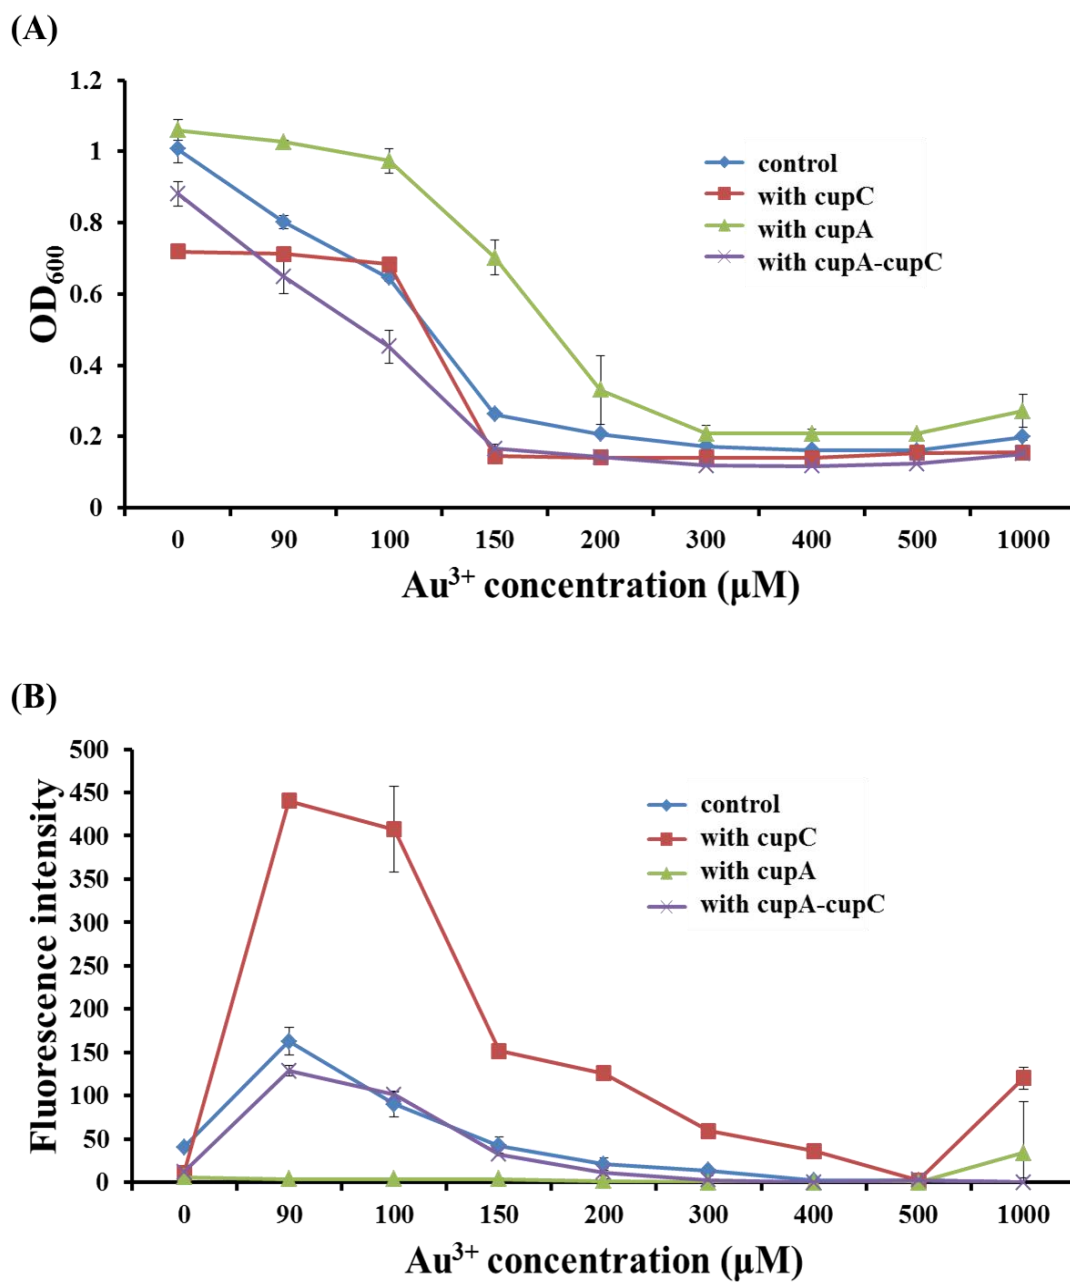 (A)
1.2
1
0.8
0.6
0.4
0.2
0
OD600
control
with cupC
with cupA
with cupA-cupC
0 90 100 150 200 300 400 500 1000
Au3+ concentration (μM)
(B)
500
450
400
350
300
250
200
150
100
50
0
Fluorescence intensity
control
with cupC
with cupA
with cupA-cupC
0 90 100 150 200 300 400 500 1000
Au3+ concentration (μM)